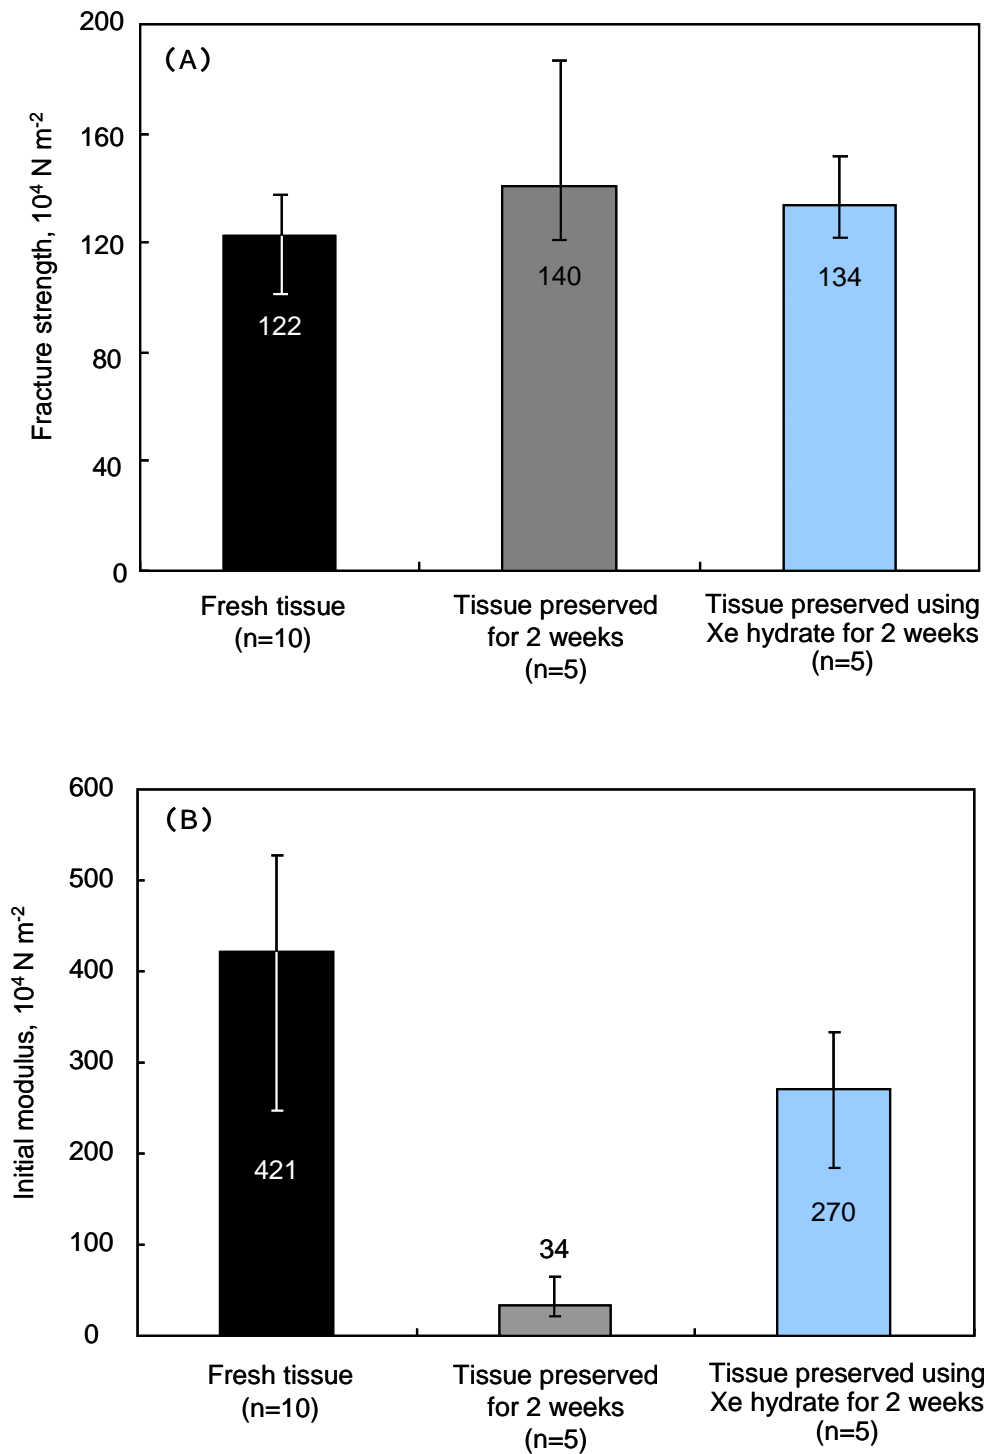 200
(A)
160
120
80
40
0
Fracture strength, 10⁴ N m⁻²
122
140
134
Fresh tissue
(n=10)
Tissue preserved
for 2 weeks
(n=5)
Tissue preserved using
Xe hydrate for 2 weeks
(n=5)
600
(B)
500
400
300
200
100
0
Initial modulus, 10⁴ N m⁻²
421
34
270
Fresh tissue
(n=10)
Tissue preserved
for 2 weeks
(n=5)
Tissue preserved using
Xe hydrate for 2 weeks
(n=5)